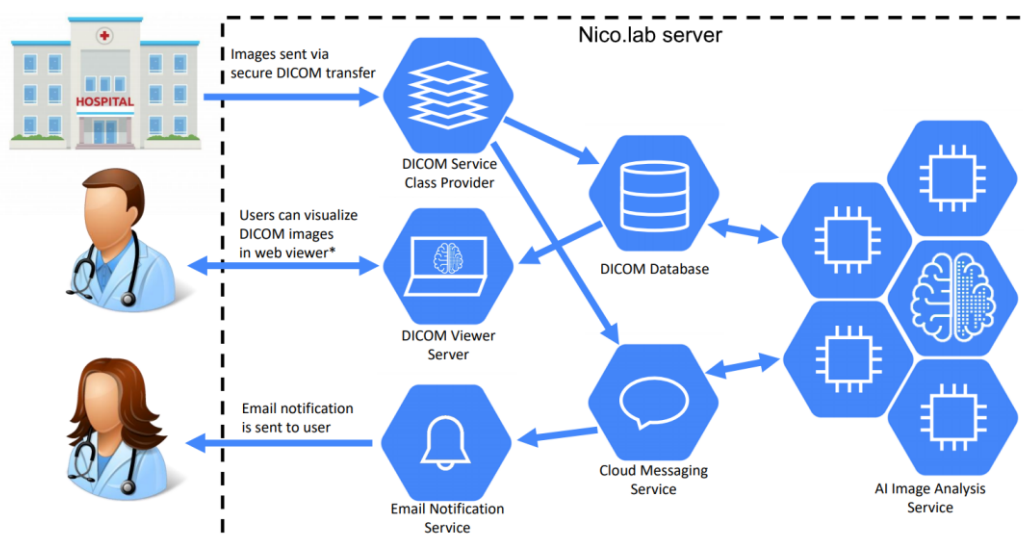 Nico.lab server
Images sent via
secure DICOM transfer
HOSPITAL
DICOM Service
Class Provider
Users can visualize
DICOM images
in web viewer*
DICOM Database
DICOM Viewer
Server
Email notification
is sent to user
Cloud Messaging
Service
AI Image Analysis
Service
Email Notification
Service